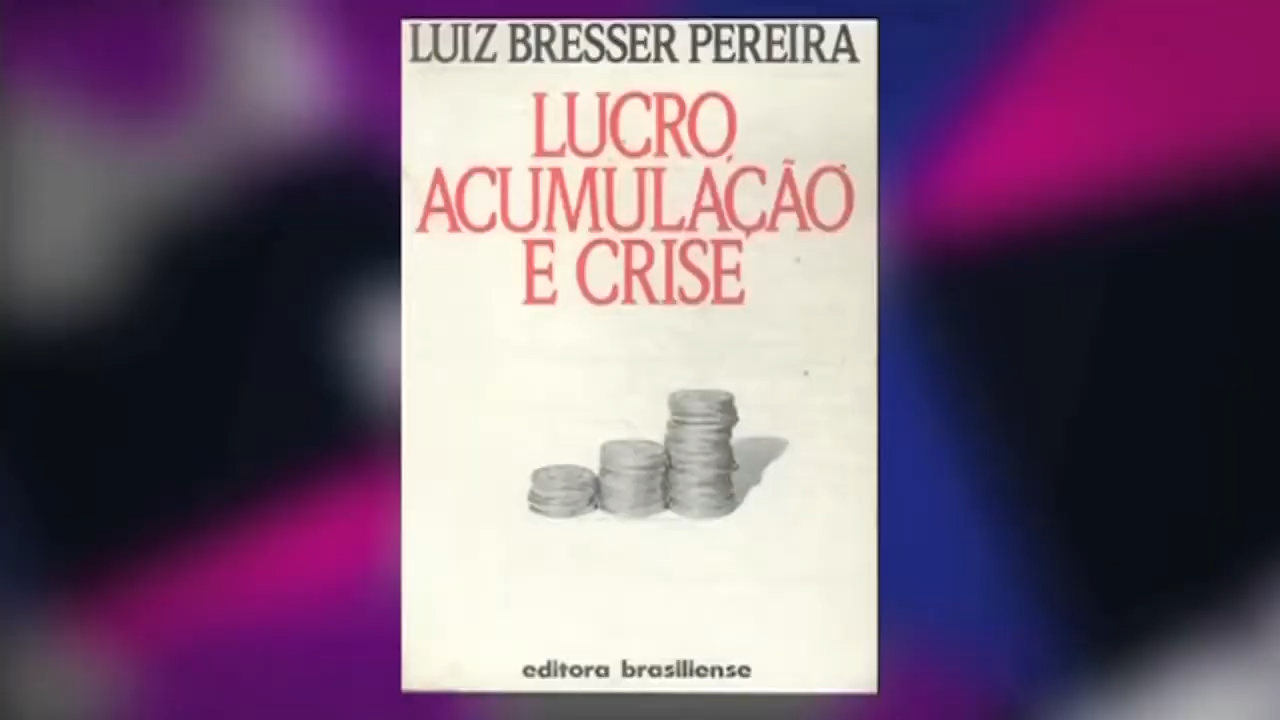 LUIZ BRESSER PEREIRA
LUCRO,
ACUMULAÇÃO
E CRISE
editora brasiliense